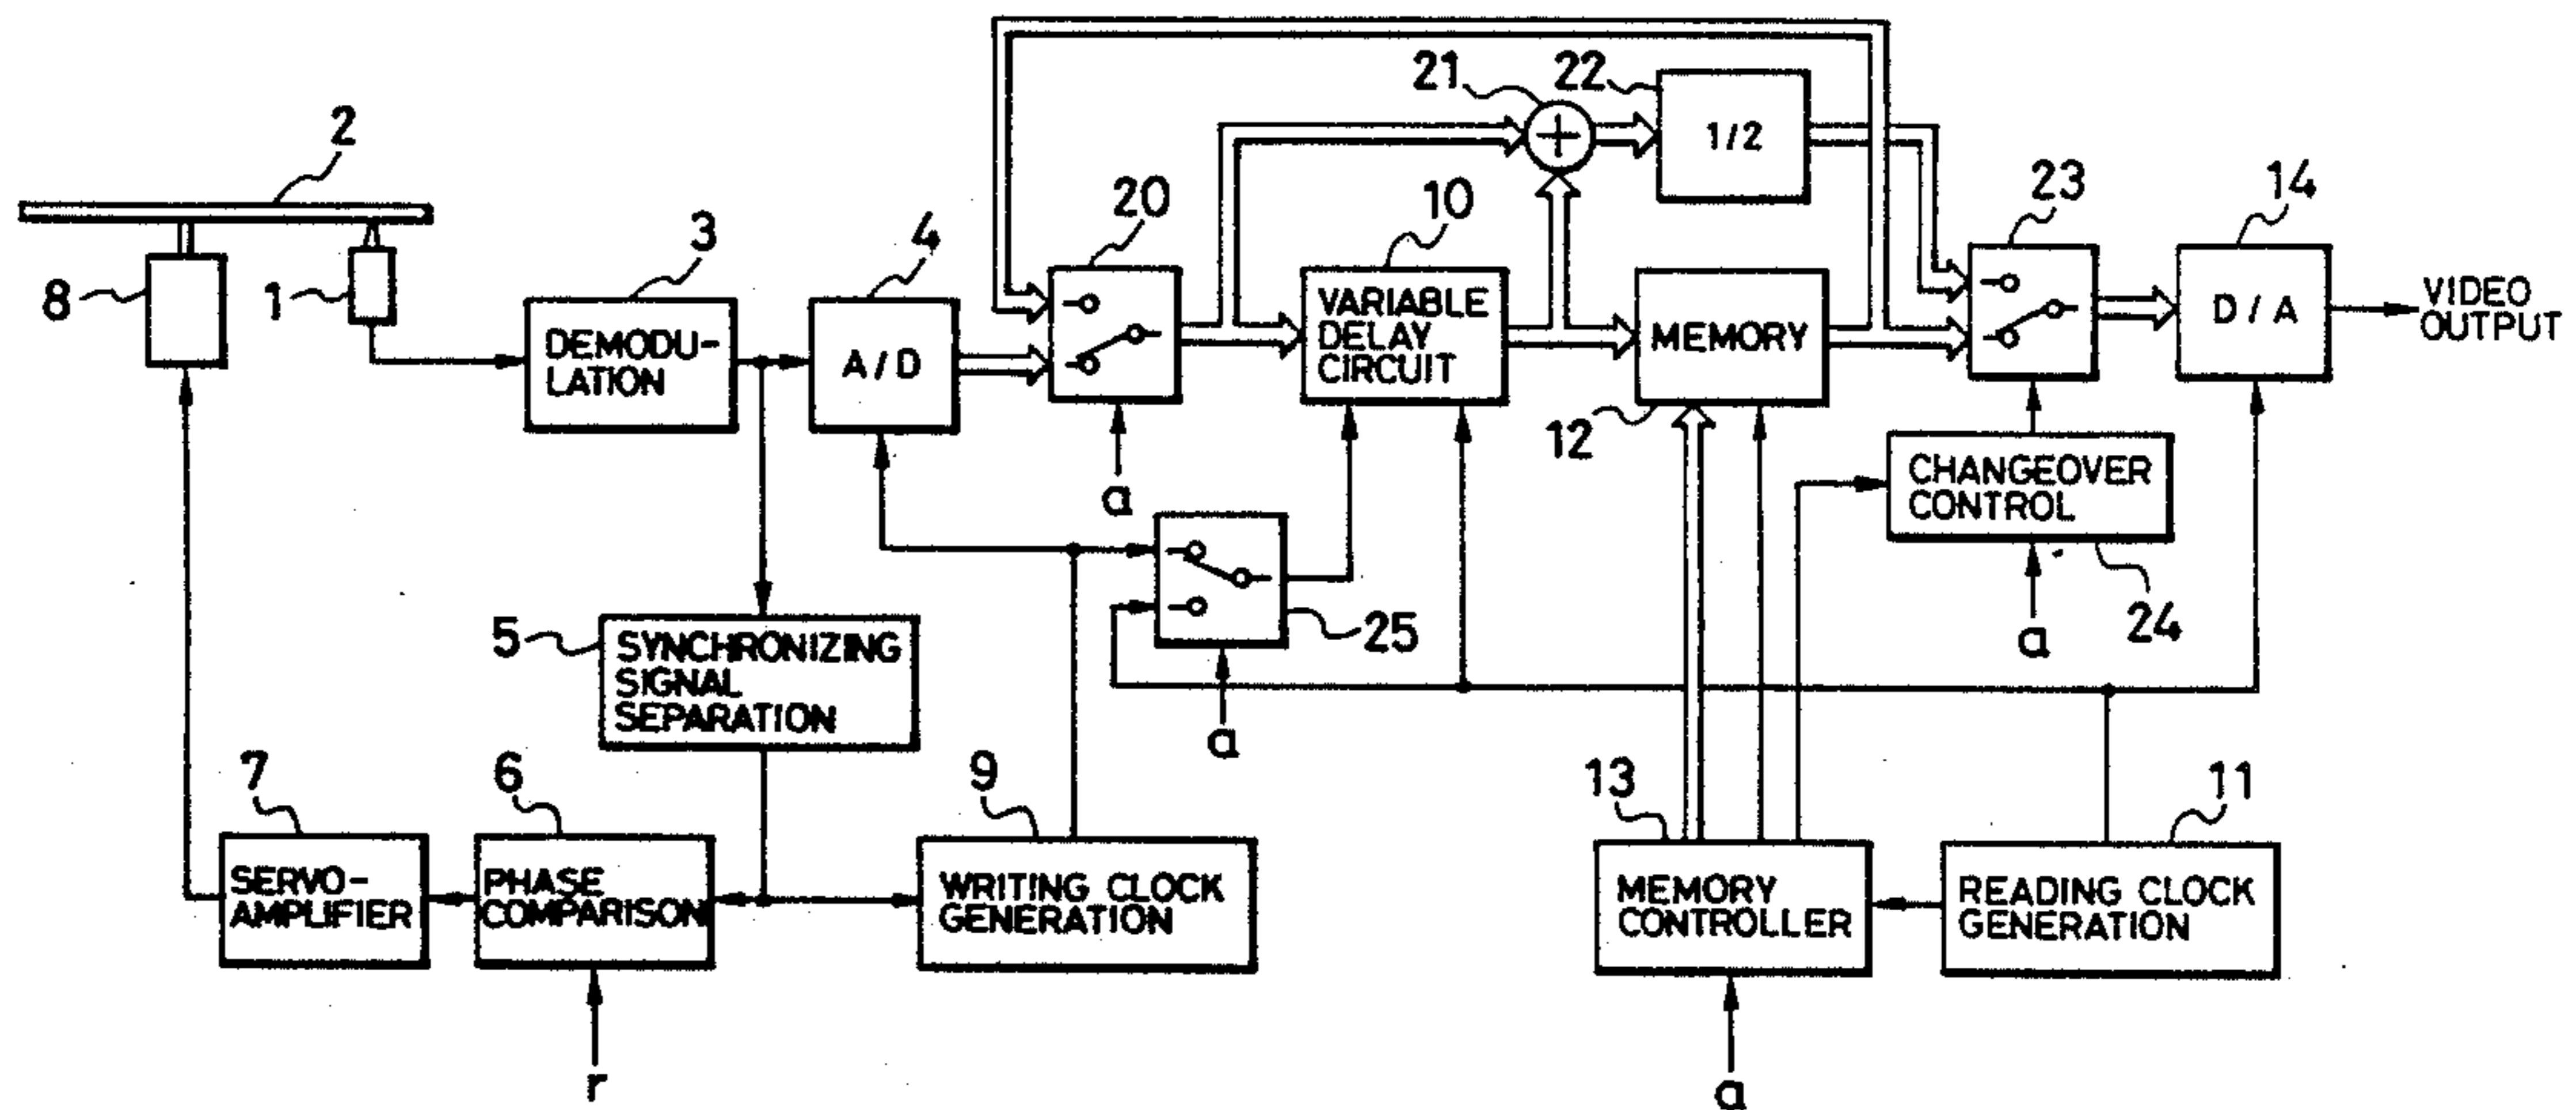 21
22
2
1/2
20
10
23
14
3
4
8
1
DEMODU-
LATION
A/D
VARIABLE
DELAY
CIRCUIT
MEMORY
D/A
VIDEO
OUTPUT
12
a
CHANGEOVER
CONTROL
25
24
a
5
SYNCHRONIZING
SIGNAL
SEPARATION
a
7
6
9
13
11
SERVO-
AMPLIFIER
PHASE
COMPARISON
WRITING CLOCK
GENERATION
MEMORY
CONTROLLER
READING CLOCK
GENERATION
r
a